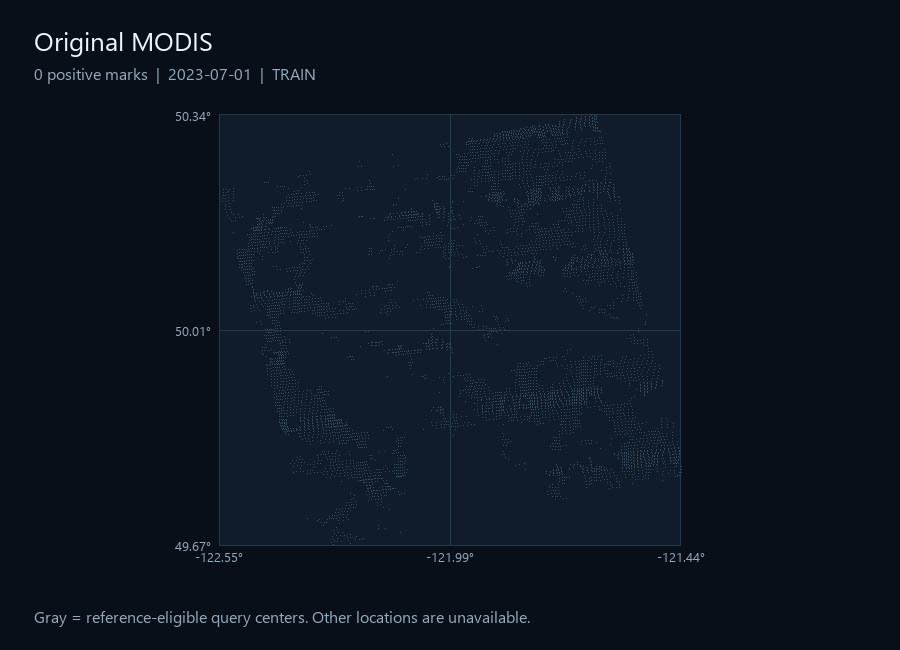 Original MODIS
0 positive marks | 2023-07-01 | TRAIN
50.34°
50.01°
49.67°
-122.55°
-121.99°
-121.44°
Gray = reference-eligible query centers. Other locations are unavailable.